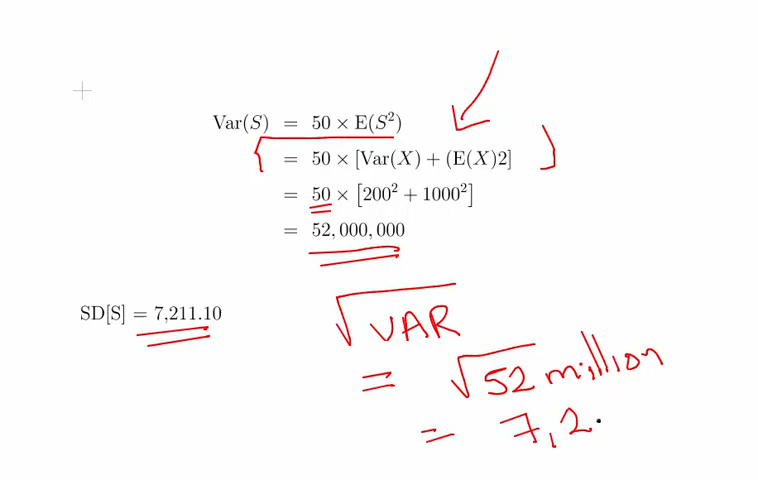 Var(S) = 50 × E(S²)
= 50 × [Var(X) + (E(X)2]
= 50 × [200² + 1000²]
= 52,000,000
SD[S] = 7,211.10
√VAR
= √52 million
= 7,2